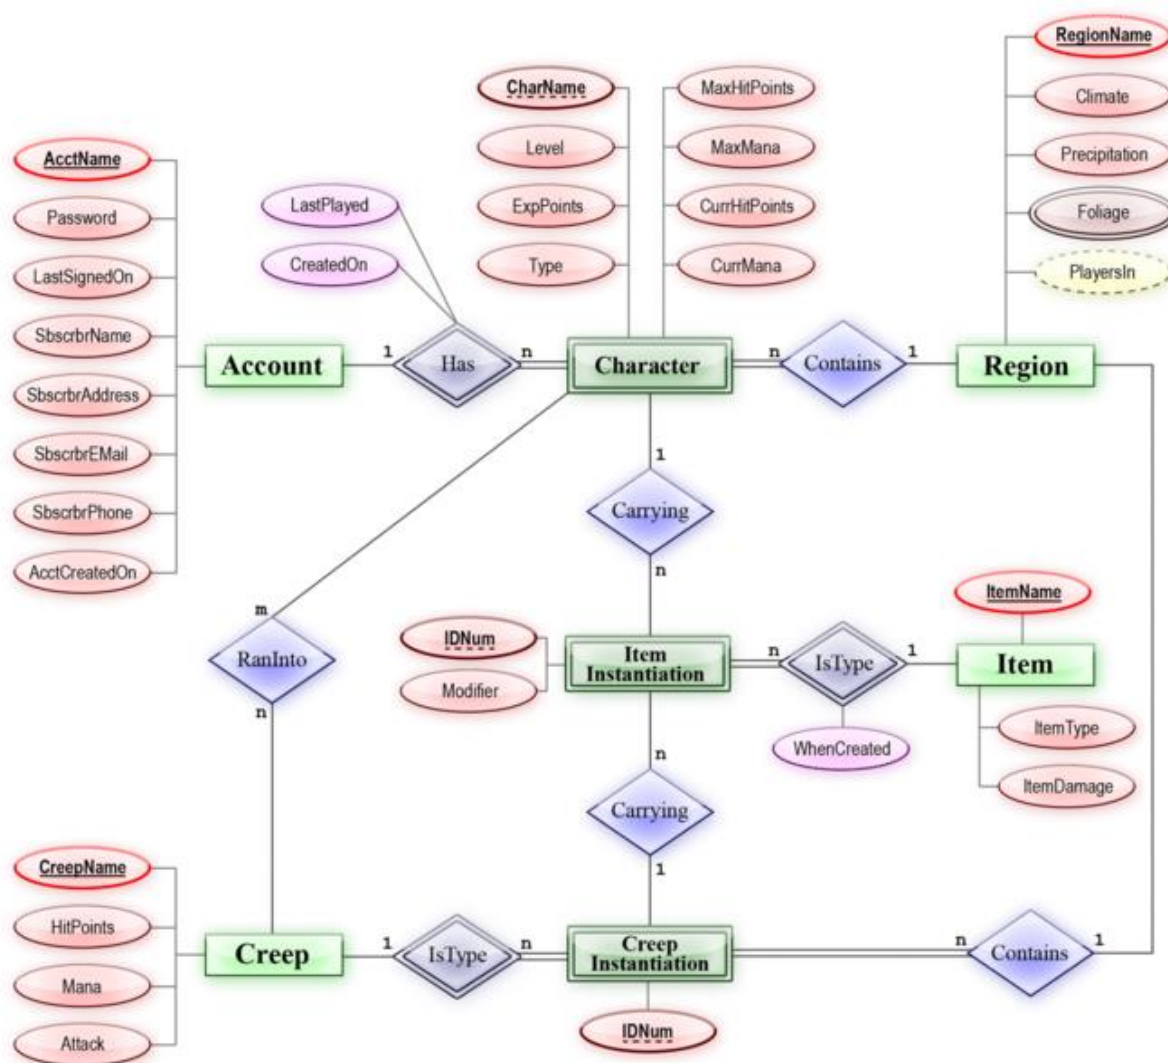 RegionName
CharName
MaxHitPoints
Climate
Level
MaxMana
AcctName
Precipitation
Password
LastPlayed
ExpPoints
CurrHitPoints
Foliage
LastSignedOn
CreatedOn
Type
CurrMana
PlayersIn
SbscrbrName
Account
1
Has
n
Character
n
Contains
1
Region
SbscrbrAddress
SbscrbrEMail
1
SbscrbrPhone
Carrying
AcctCreatedOn
n
ItemName
m
RanInto
n
IDNum
Modifier
Item
Instantiation
n
IsType
1
Item
WhenCreated
ItemType
n
ItemDamage
Carrying
1
CreepName
HitPoints
Creep
1
IsType
n
Creep
Instantiation
n
Contains
1
Mana
Attack
IDNum